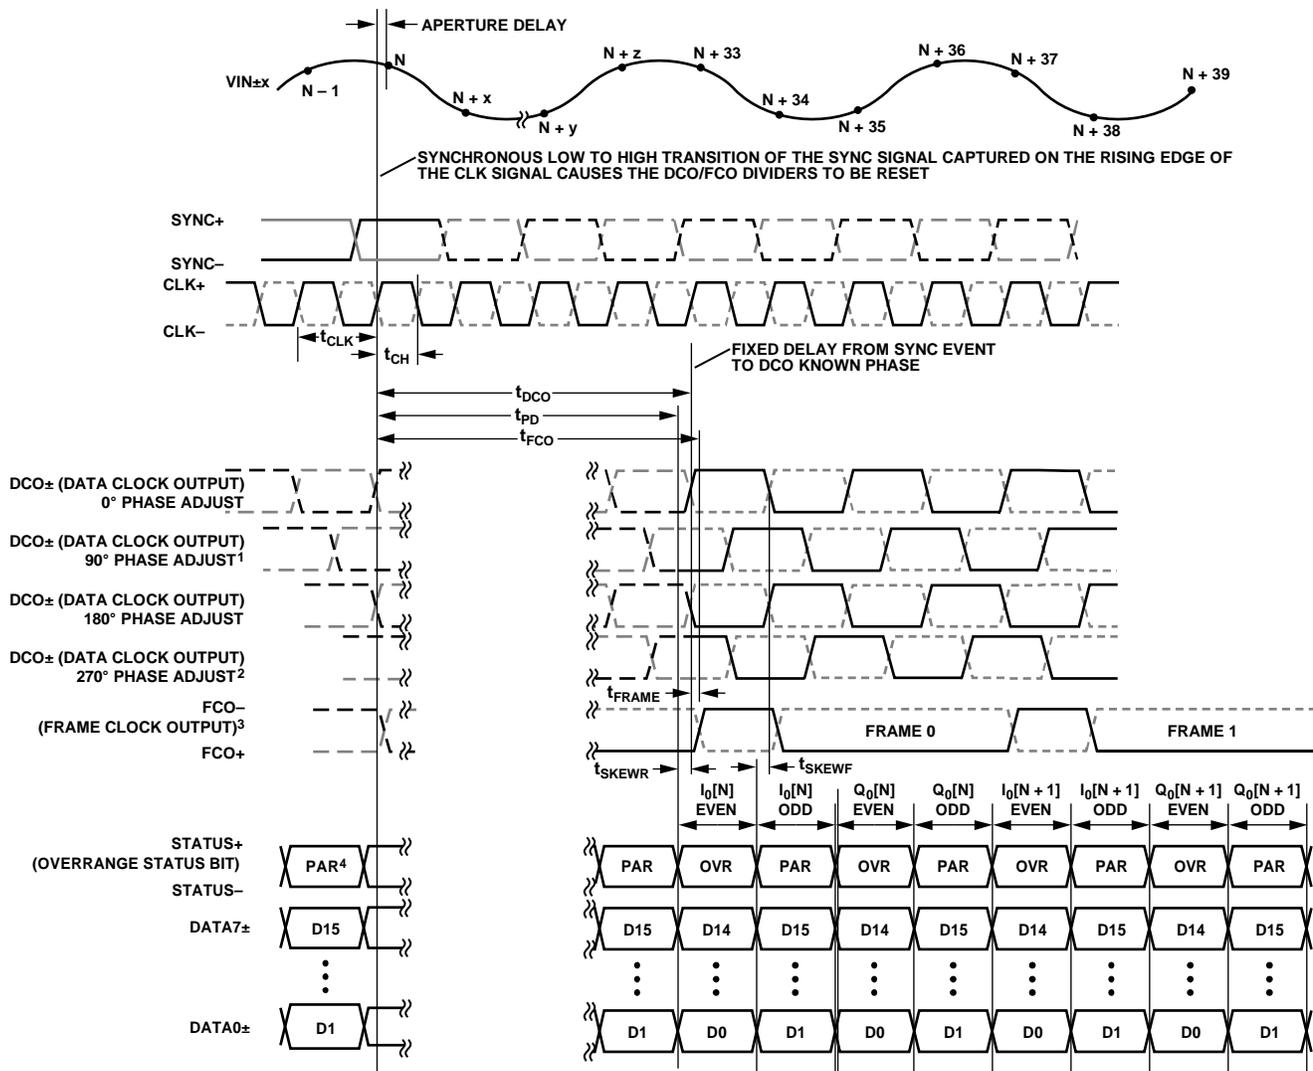 APERTURE DELAY
VIN±x
N – 1
N
N + x
N + y
N + z
N + 33
N + 34
N + 35
N + 36
N + 37
N + 38
N + 39
SYNCHRONOUS LOW TO HIGH TRANSITION OF THE SYNC SIGNAL CAPTURED ON THE RISING EDGE OF
THE CLK SIGNAL CAUSES THE DCO/FCO DIVIDERS TO BE RESET
SYNC+
SYNC–
CLK+
CLK–
tCLK
tCH
FIXED DELAY FROM SYNC EVENT
TO DCO KNOWN PHASE
tDCO
tPD
tFCO
DCO± (DATA CLOCK OUTPUT)
0° PHASE ADJUST
DCO± (DATA CLOCK OUTPUT)
90° PHASE ADJUST1
DCO± (DATA CLOCK OUTPUT)
180° PHASE ADJUST
DCO± (DATA CLOCK OUTPUT)
270° PHASE ADJUST2
tFRAME
FCO–
(FRAME CLOCK OUTPUT)3
FCO+
FRAME 0
FRAME 1
tSKEWR
tSKEWF
I0[N] EVEN
I0[N] ODD
Q0[N] EVEN
Q0[N] ODD
I0[N + 1] EVEN
I0[N + 1] ODD
Q0[N + 1] EVEN
Q0[N + 1] ODD
STATUS+
(OVERRANGE STATUS BIT)
STATUS–
PAR4 PAR OVR PAR OVR PAR OVR PAR OVR PAR
DATA7± D15 D15 D14 D15 D14 D15 D14 D15 D14 D15
DATA0± D1 D1 D0 D1 D0 D1 D0 D1 D0 D1